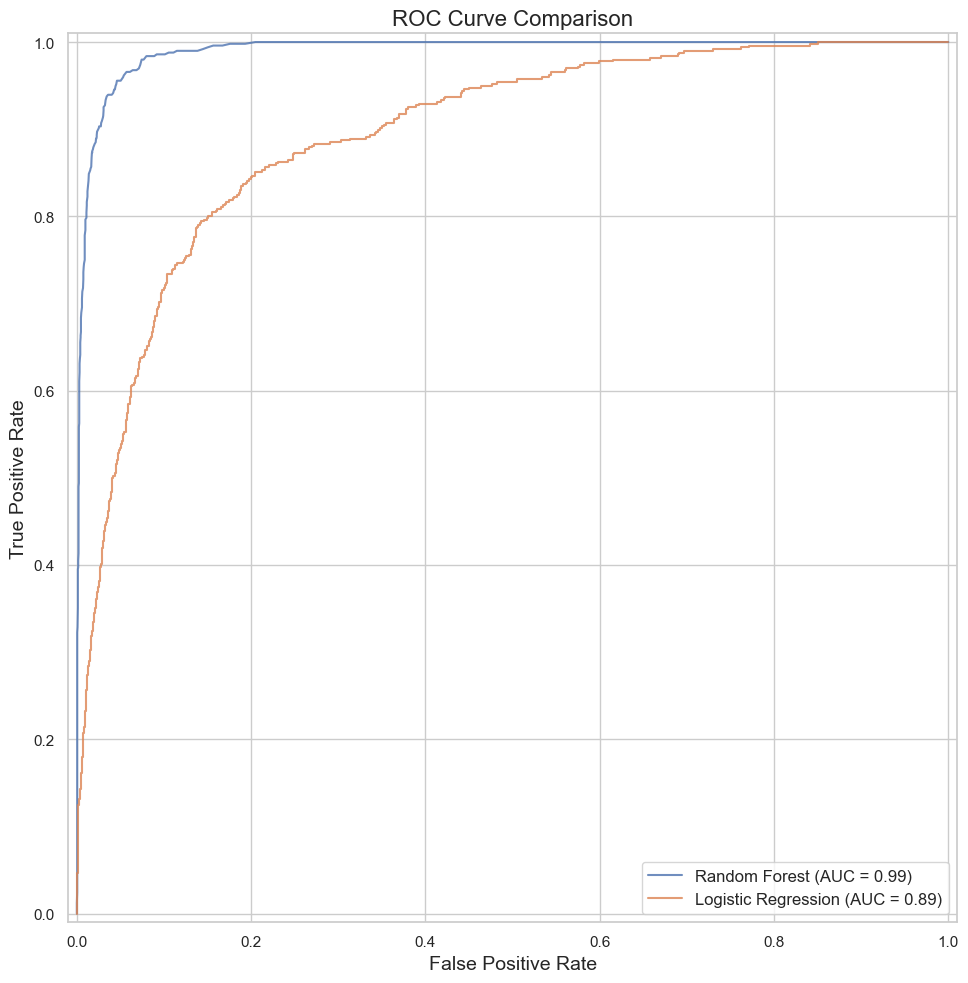 ROC Curve Comparison
1.0
0.8
0.6
0.4
0.2
0.0
True Positive Rate
Random Forest (AUC = 0.99)
Logistic Regression (AUC = 0.89)
0.0 0.2 0.4 0.6 0.8 1.0
False Positive Rate